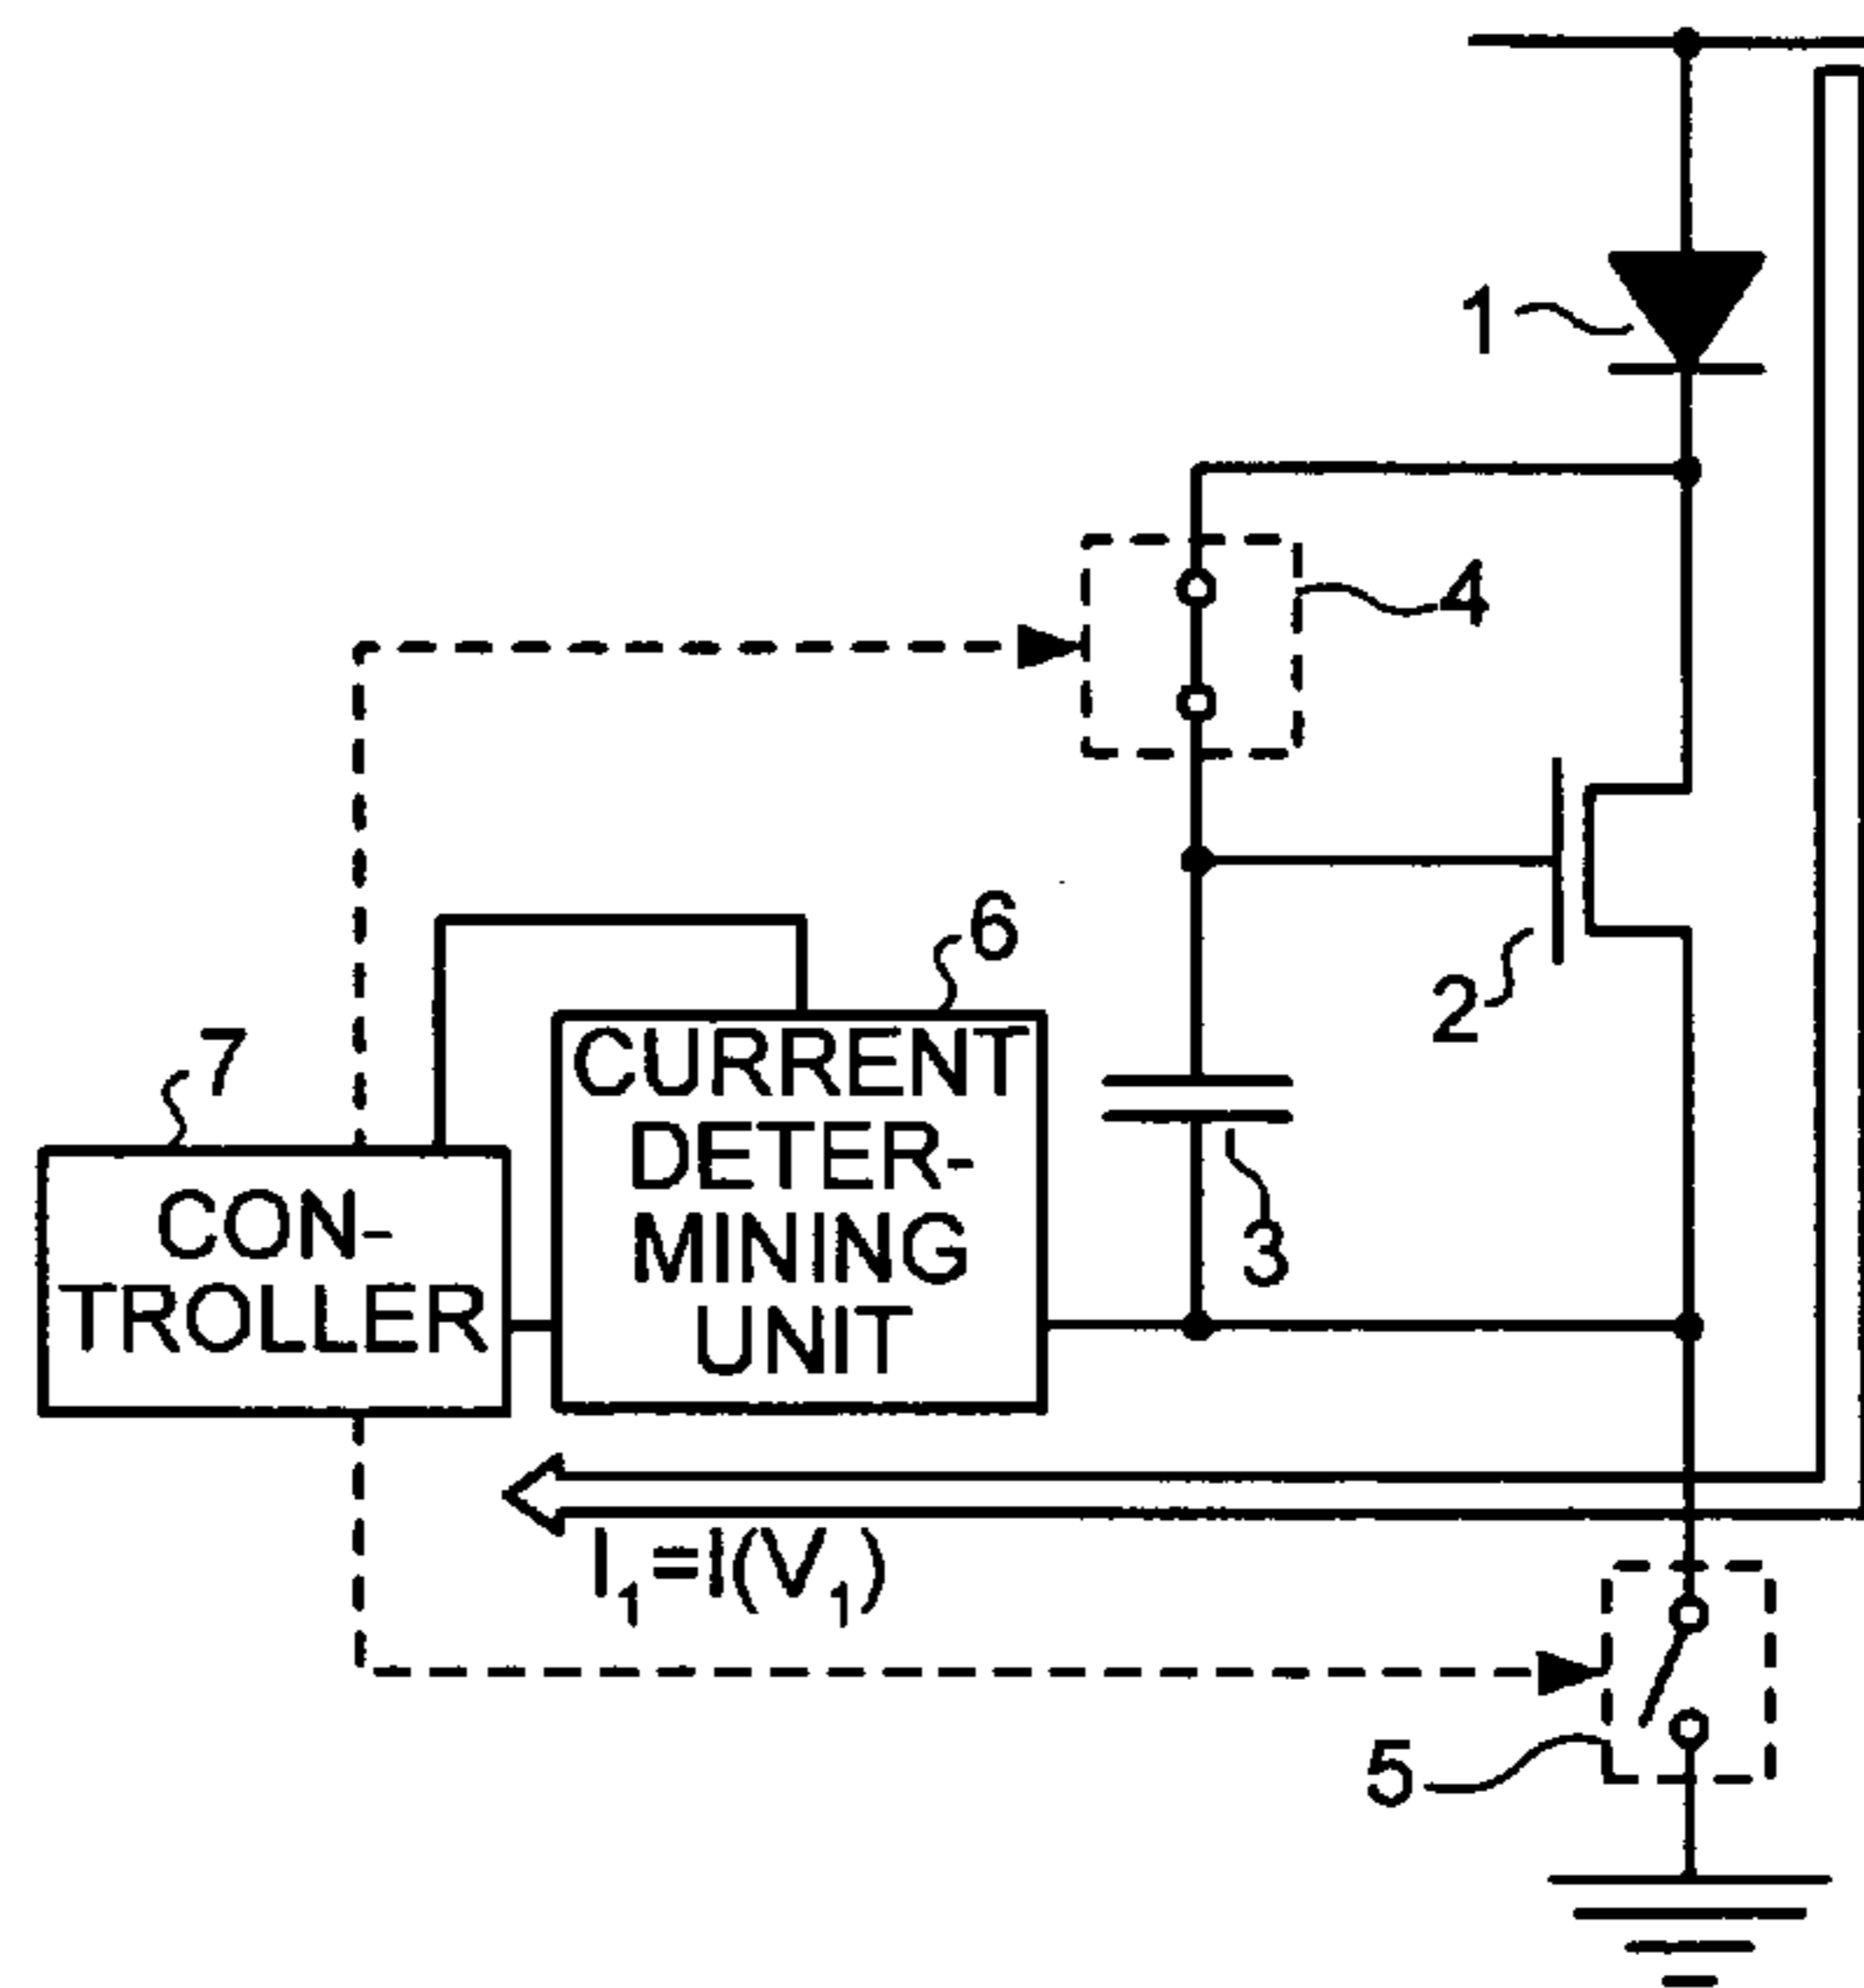 1
4
6
2
7
CURRENT
DETER-
MINING
UNIT
CON-
TROLLER
3
I1=I(V1)
5